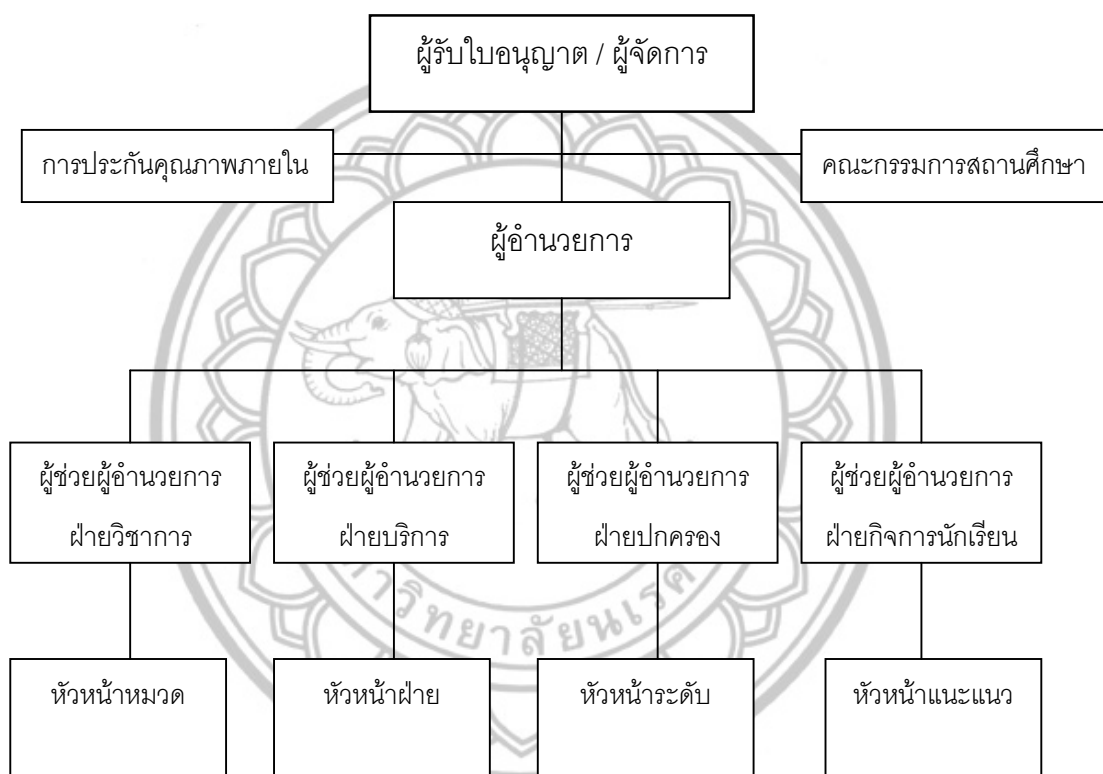 ผู้รับใบอนุญาต / ผู้จัดการ
การประกันคุณภาพภายใน
คณะกรรมการสถานศึกษา
ผู้อำนวยการ
ผู้ช่วยผู้อำนวยการ
ฝ่ายวิชาการ
ผู้ช่วยผู้อำนวยการ
ฝ่ายบริการ
ผู้ช่วยผู้อำนวยการ
ฝ่ายปกครอง
ผู้ช่วยผู้อำนวยการ
ฝ่ายกิจการนักเรียน
หัวหน้าหมวด
หัวหน้าฝ่าย
หัวหน้าระดับ
หัวหน้าแนะแนว